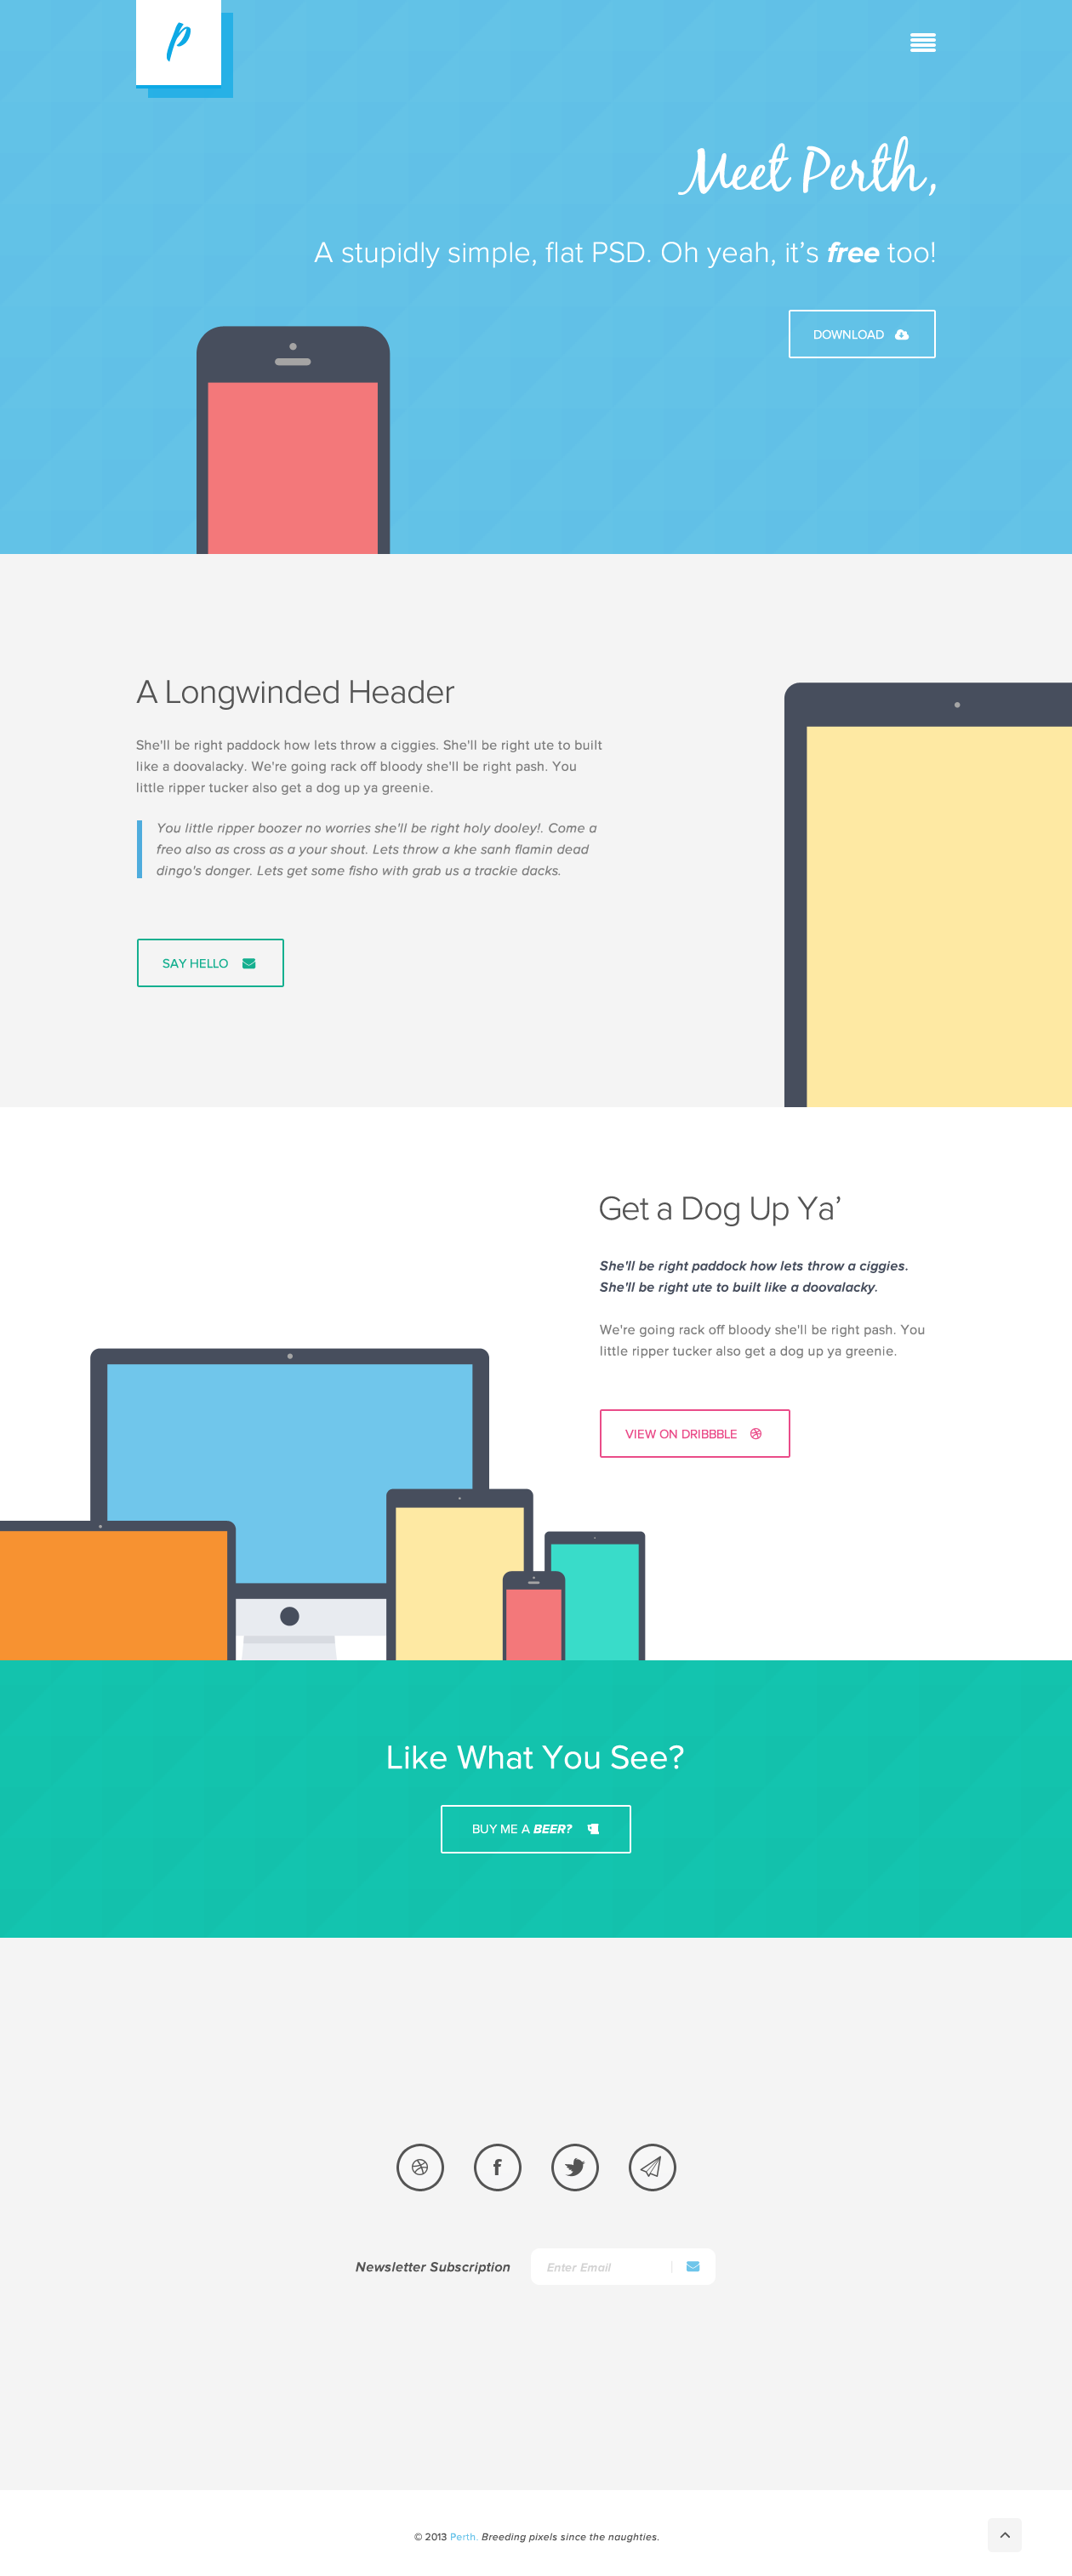 p
Meet Perth,
A stupidly simple, flat PSD. Oh yeah, it’s free too!
DOWNLOAD
A Longwinded Header
She'll be right paddock how lets throw a ciggies. She'll be right ute to built
like a doovalacky. We're going rack off bloody she'll be right pash. You
little ripper tucker also get a dog up ya greenie.
You little ripper boozer no worries she'll be right holy dooley!. Come a
freo also as cross as a your shout. Lets throw a khe sanh flamin dead
dingo's donger. Lets get some fisho with grab us a trackie dacks.
SAY HELLO
Get a Dog Up Ya’
She'll be right paddock how lets throw a ciggies.
She'll be right ute to built like a doovalacky.
We're going rack off bloody she'll be right pash. You
little ripper tucker also get a dog up ya greenie.
VIEW ON DRIBBBLE
Like What You See?
BUY ME A BEER?
f
Newsletter Subscription
Enter Email
© 2013 Perth. Breeding pixels since the naughties.